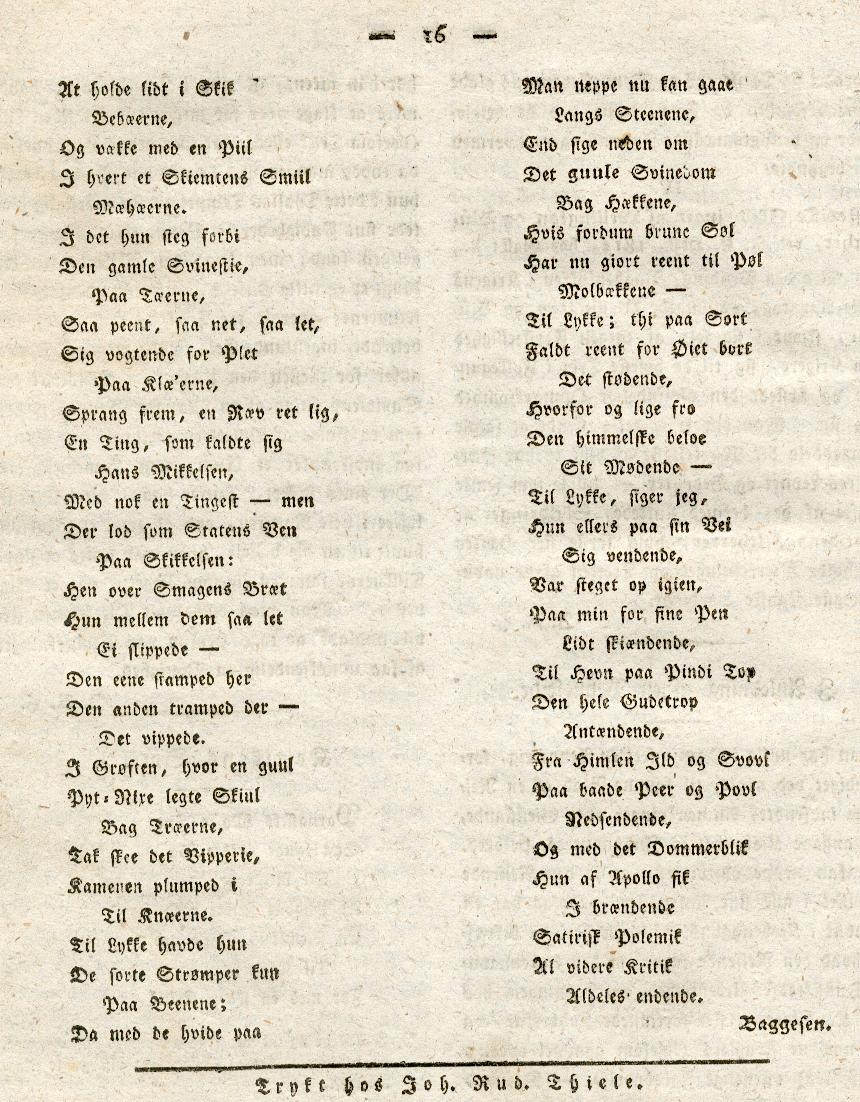 — 16 —
At holde lidt i Skik
Bebæerne,
Og vække med en Piil
I hvert et Skiemtens Smiil
Mæhæerne.
I det hun steg forbi
Den gamle Svinestie,
Paa Tæerne,
Saa peent, saa net, saa let,
Sig vogtende for Plet
Paa Klæ'erne,
Sprang frem, en Ræv ret lig,
En Ting, som kaldte sig
Hans Mikkelsen,
Med nok en Tingest — men
Der lod som Statens Ven
Paa Skikkelsen:
Hen over Smagens Bræt
Hun mellem dem saa let
Ei slippede —
Den eene stamped her
Den anden tramped der —
Det vippede.
I Grøften, hvor en guul
Pyt-Nixe legte Skiul
Bag Træerne,
Tak skee det Vipperie,
Kamenen plumped i
Til Knæerne.
Til Lykke havde hun
De sorte Strømper kun
Paa Beenene;
Da med de hvide paa
Man neppe nu kan gaae
Langs Steenene,
End sige neden om
Det guule Svinedom
Bag Hækkene,
Hvis fordum brune Søl
Har nu giort reent til Pøl
Molbækkene —
Til Lykke; thi paa Sort
Faldt reent for Øiet bort
Det stødende,
Hvorfor og lige fro
Den himmelske beloe
Sit Mødende —
Til Lykke, siger jeg,
Hun ellers paa sin Vei
Sig vendende,
Var steget op igien,
Paa min for sine Pen
Lidt skiændende,
Til Hevn paa Pindi Top
Den hele Gudetrop
Antændende,
Fra Himlen Ild og Svovl
Paa baade Peer og Povl
Nedsendende,
Og med det Dommerblik
Hun af Apollo fik
I brændende
Satirisk Polemik
Al videre Kritik
Aldeles endende.
Baggesen.
Trykt hos Joh. Rud. Thiele.